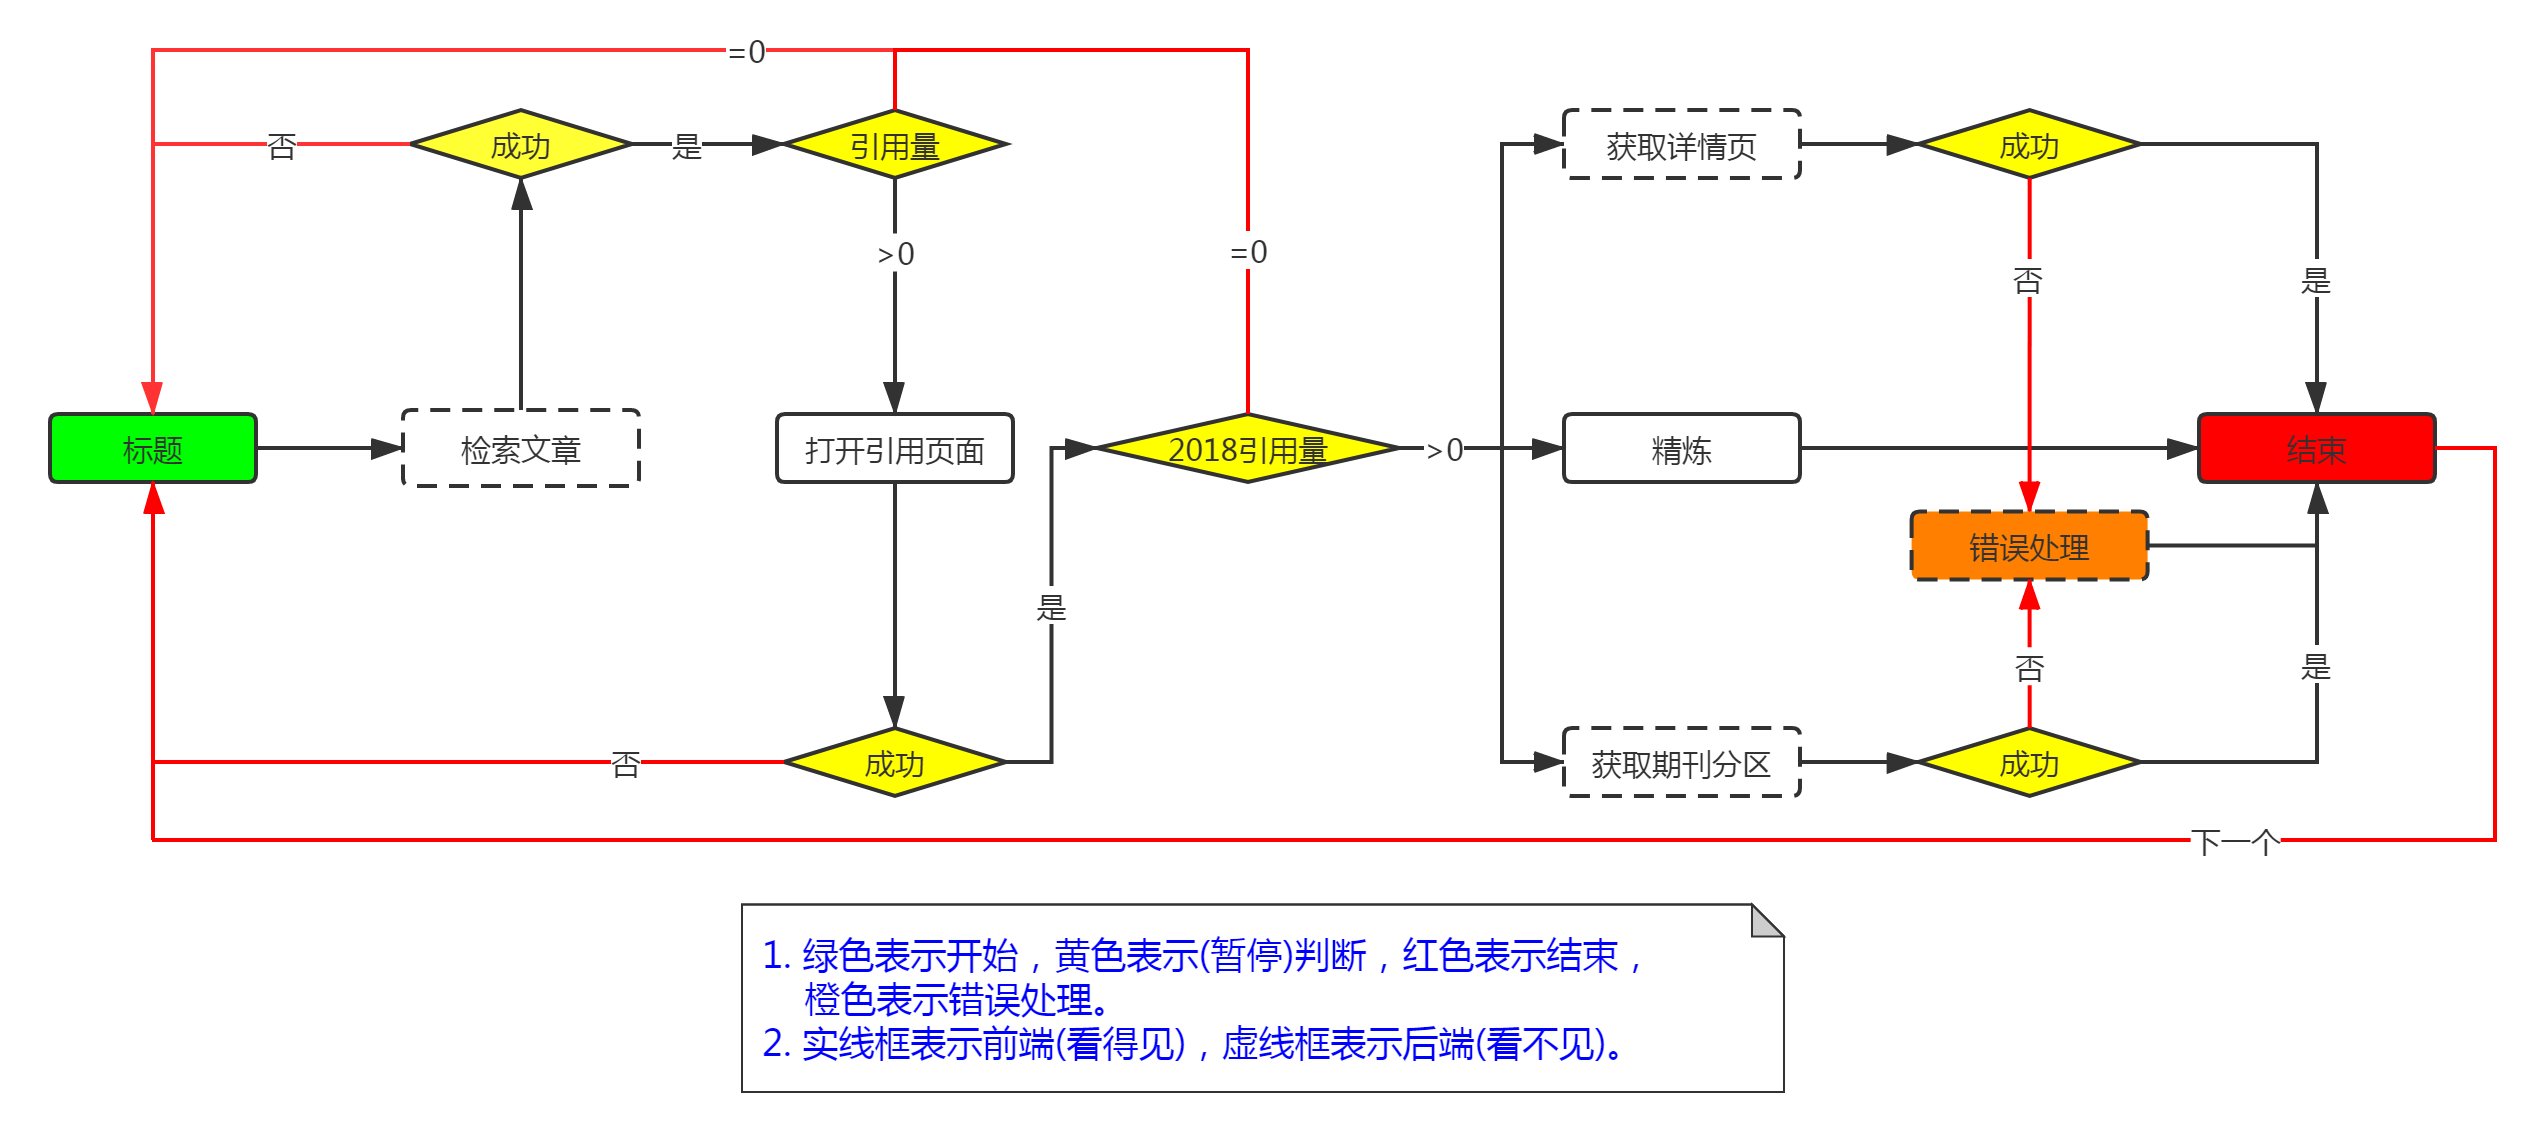 =0
否
成功
是
引用量
获取详情页
成功
>0
=0
否
是
标题
检索文章
打开引用页面
2018引用量
>0
精炼
结束
错误处理
是
否
是
否
成功
获取期刊分区
成功
下一个
1. 绿色表示开始，黄色表示(暂停)判断，红色表示结束，
橙色表示错误处理。
2. 实线框表示前端(看得见)，虚线框表示后端(看不见)。